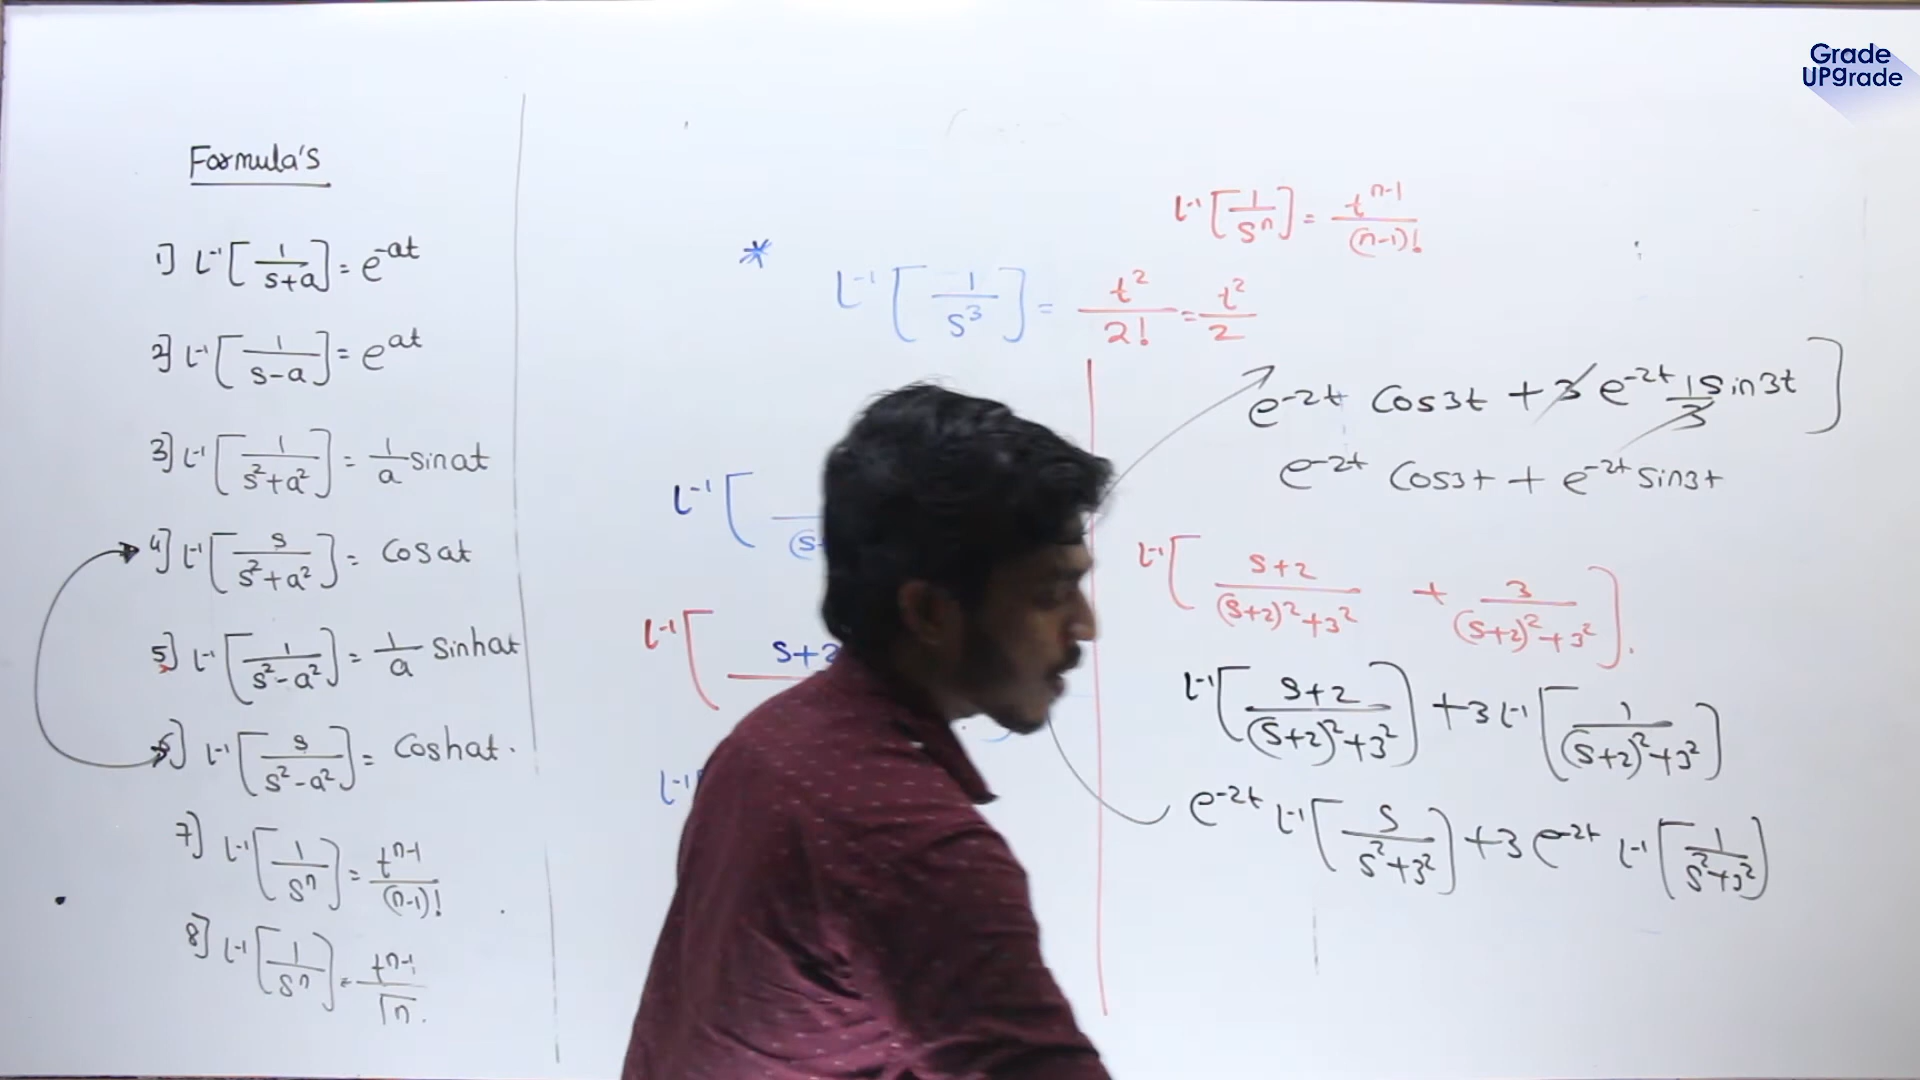 Grade
UPgrade
Formula's
1] L⁻¹[1/(s+a)] = e^-at
2] L⁻¹[1/(s-a)] = e^at
3] L⁻¹[1/(s²+a²)] = 1/a sinat
4] L⁻¹[s/(s²+a²)] = Cosat
5] L⁻¹[1/(s²-a²)] = 1/a Sinhat
6] L⁻¹[s/(s²-a²)] = Coshat.
7] L⁻¹[1/s^n] = t^(n-1)/(n-1)!
8] L⁻¹[1/s^n] = t^(n-1)/Γn.
L⁻¹[1/s^n] = t^(n-1)/(n-1)!
* L⁻¹[1/s³] = t²/2! = t²/2
L⁻¹[
L⁻¹[ s+2
L⁻¹
e^-2t Cos3t + 3 e^-2t 1/3 Sin3t]
e^-2t Cos3t + e^-2t sin3t
L⁻¹[(s+2)/((s+2)²+3²) + 3/((s+2)²+3²)].
L⁻¹[(s+2)/((s+2)²+3²)] + 3 L⁻¹[1/((s+2)²+3²)]
e^-2t L⁻¹[s/(s²+3²)] + 3 e^-2t L⁻¹[1/(s²+3²)]